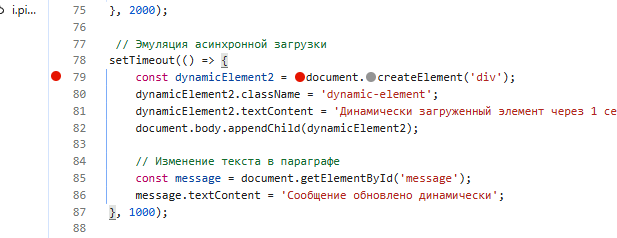 i.pi...
75 }, 2000);
76
77 // Эмуляция асинхронной загрузки
78 setTimeout(() => {
79 const dynamicElement2 = document.createElement('div');
80 dynamicElement2.className = 'dynamic-element';
81 dynamicElement2.textContent = 'Динамически загруженный элемент через 1 се
82 document.body.appendChild(dynamicElement2);
83
84 // Изменение текста в параграфе
85 const message = document.getElementById('message');
86 message.textContent = 'Сообщение обновлено динамически';
87 }, 1000);
88